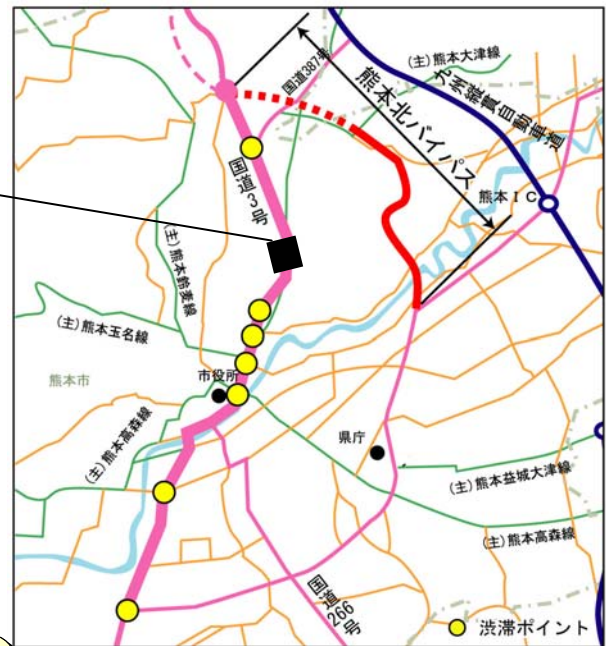 (主)熊本大津線
国道387号
九州縦貫自動車道
熊本北バイパス
熊本IC
国道3号
(主)熊本鈴麦線
(主)熊本玉名線
熊本市
市役所
(主)熊本高森線
県庁
(主)熊本益城大津線
(主)熊本高森線
国道
266号
渋滞ポイント